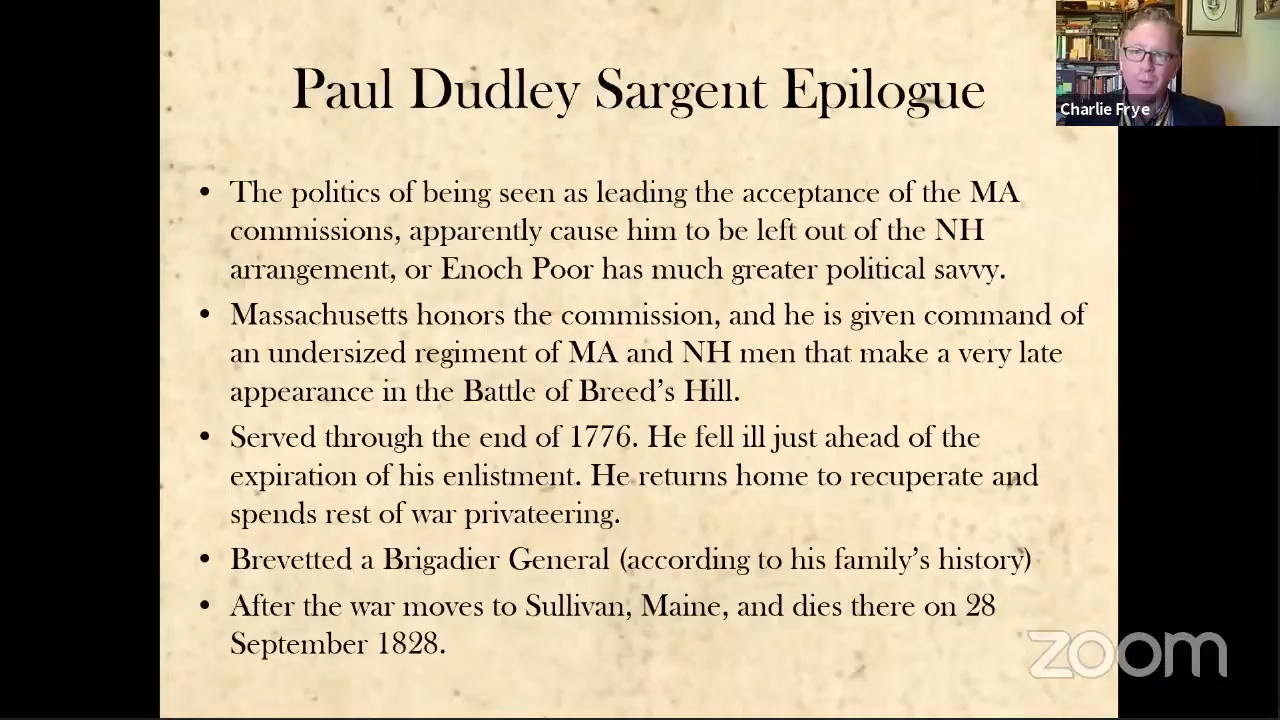 Paul Dudley Sargent Epilogue
Charlie Frye
• The politics of being seen as leading the acceptance of the MA
commissions, apparently cause him to be left out of the NH
arrangement, or Enoch Poor has much greater political savvy.
• Massachusetts honors the commission, and he is given command of
an undersized regiment of MA and NH men that make a very late
appearance in the Battle of Breed’s Hill.
• Served through the end of 1776. He fell ill just ahead of the
expiration of his enlistment. He returns home to recuperate and
spends rest of war privateering.
• Brevetted a Brigadier General (according to his family’s history)
• After the war moves to Sullivan, Maine, and dies there on 28
September 1828.
zoom